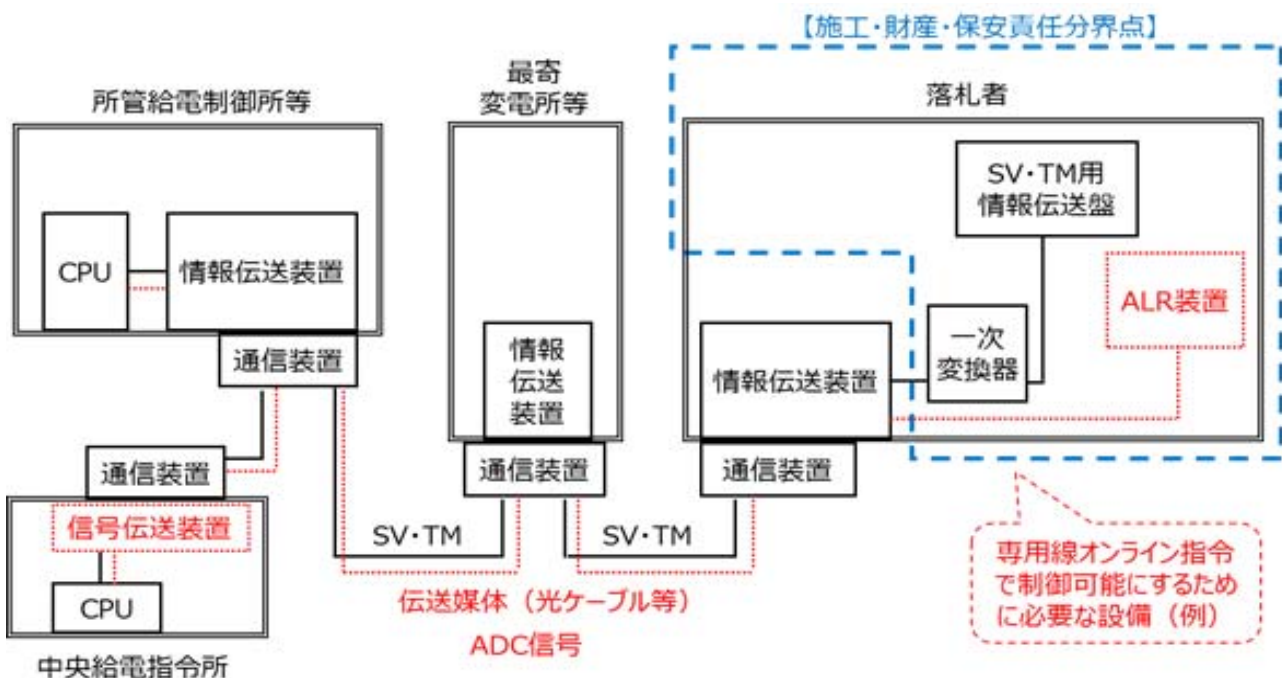 【施工・財産・保安責任分界点】
所管給電制御所等
最寄
変電所等
落札者
SV・TM用
情報伝送盤
CPU
情報伝送装置
ALR装置
通信装置
情報
伝送
装置
情報伝送装置
一次
変換器
通信装置
通信装置
通信装置
信号伝送装置
CPU
SV・TM
SV・TM
伝送媒体（光ケーブル等）
ADC信号
専用線オンライン指令
で制御可能にするため
に必要な設備（例）
中央給電指令所